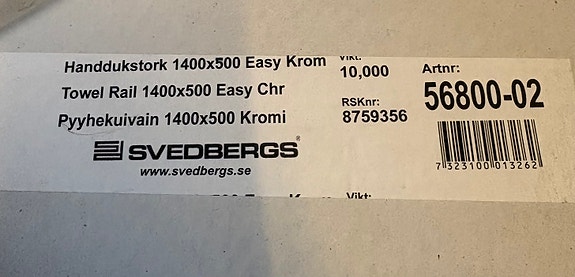 Handdukstork 1400x500 Easy Krom
Towel Rail 1400x500 Easy Chr
Pyyhekuivain 1400x500 Kromi
SVEDBERGS®
www.svedbergs.se
Vikt:
10,000
RSKnr:
8759356
Artnr:
56800-02
7 323100 013262
Vikt: